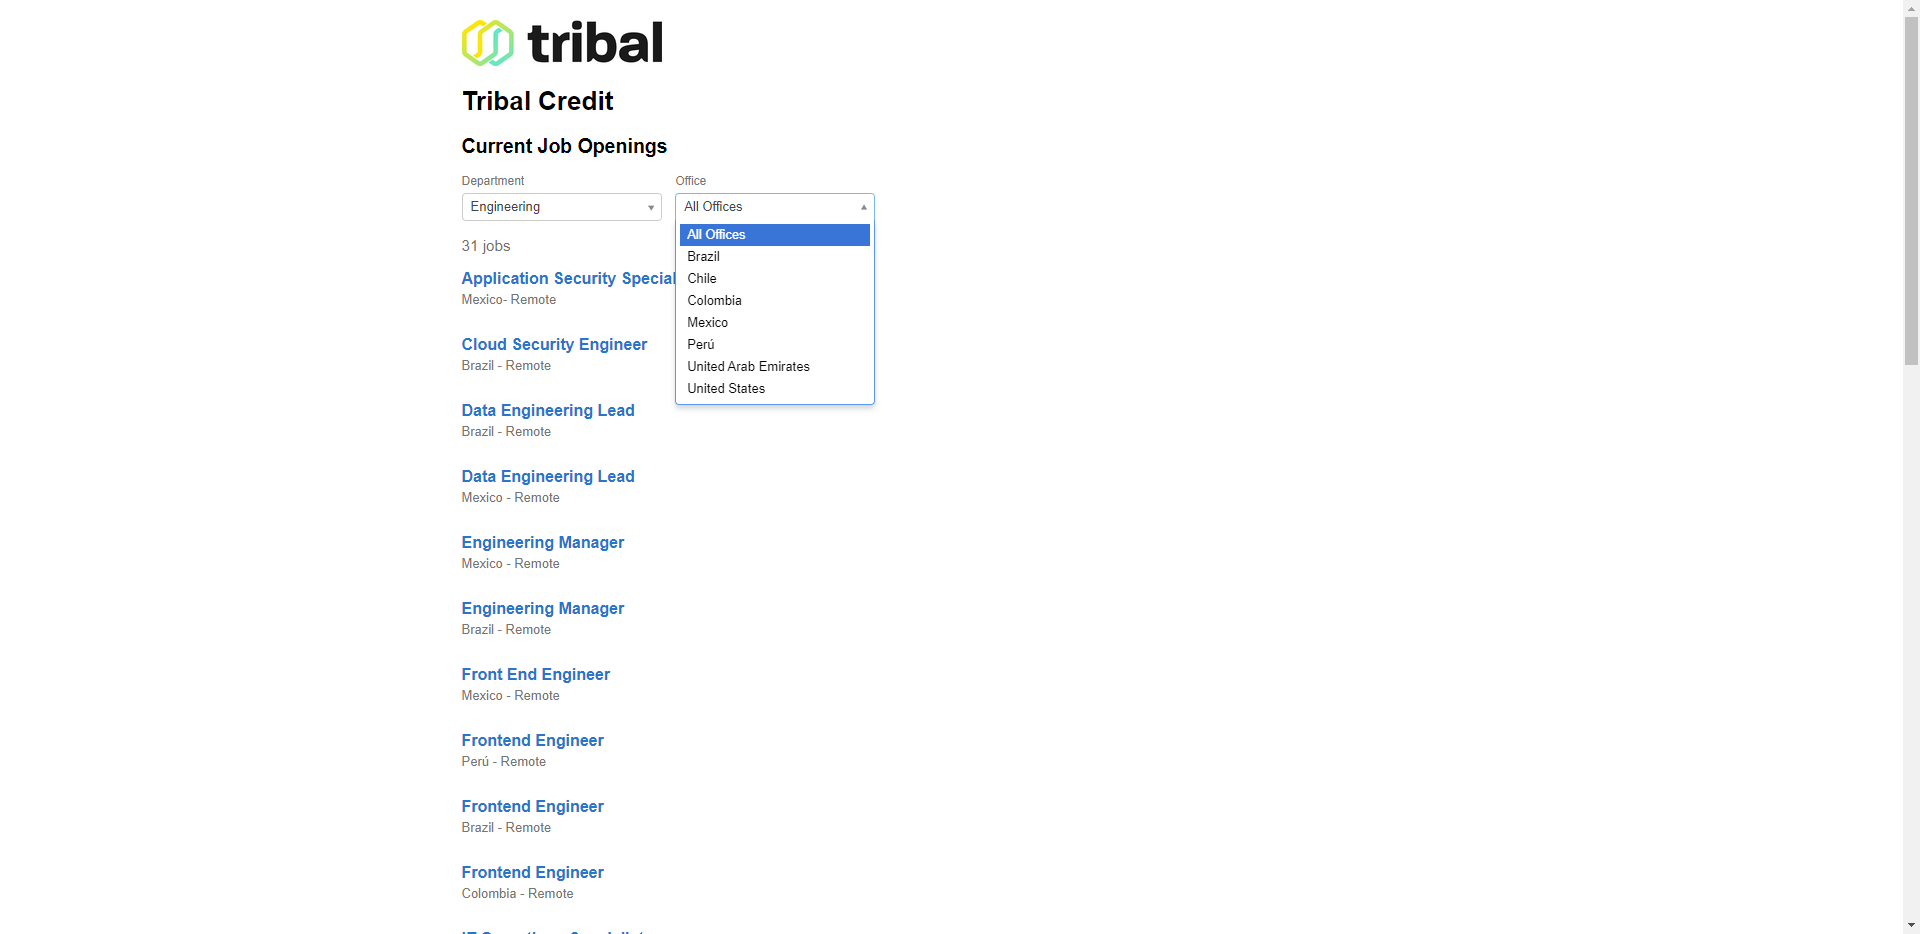 tribal
Tribal Credit
Current Job Openings
Department
Office
Engineering
All Offices
All Offices
Brazil
Chile
Colombia
Mexico
Perú
United Arab Emirates
United States
31 jobs
Application Security Special
Mexico- Remote
Cloud Security Engineer
Brazil - Remote
Data Engineering Lead
Brazil - Remote
Data Engineering Lead
Mexico - Remote
Engineering Manager
Mexico - Remote
Engineering Manager
Brazil - Remote
Front End Engineer
Mexico - Remote
Frontend Engineer
Perú - Remote
Frontend Engineer
Brazil - Remote
Frontend Engineer
Colombia - Remote